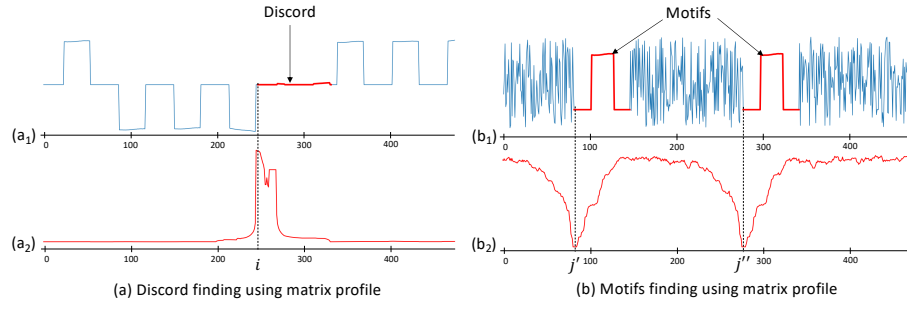 Discord
(a1)
0 100 200 300 400
(a2)
0 100 200 300 400
i
(a) Discord finding using matrix profile
Motifs
(b1)
0 100 200 300 400
(b2)
0 100 200 300 400
j′ j′′
(b) Motifs finding using matrix profile